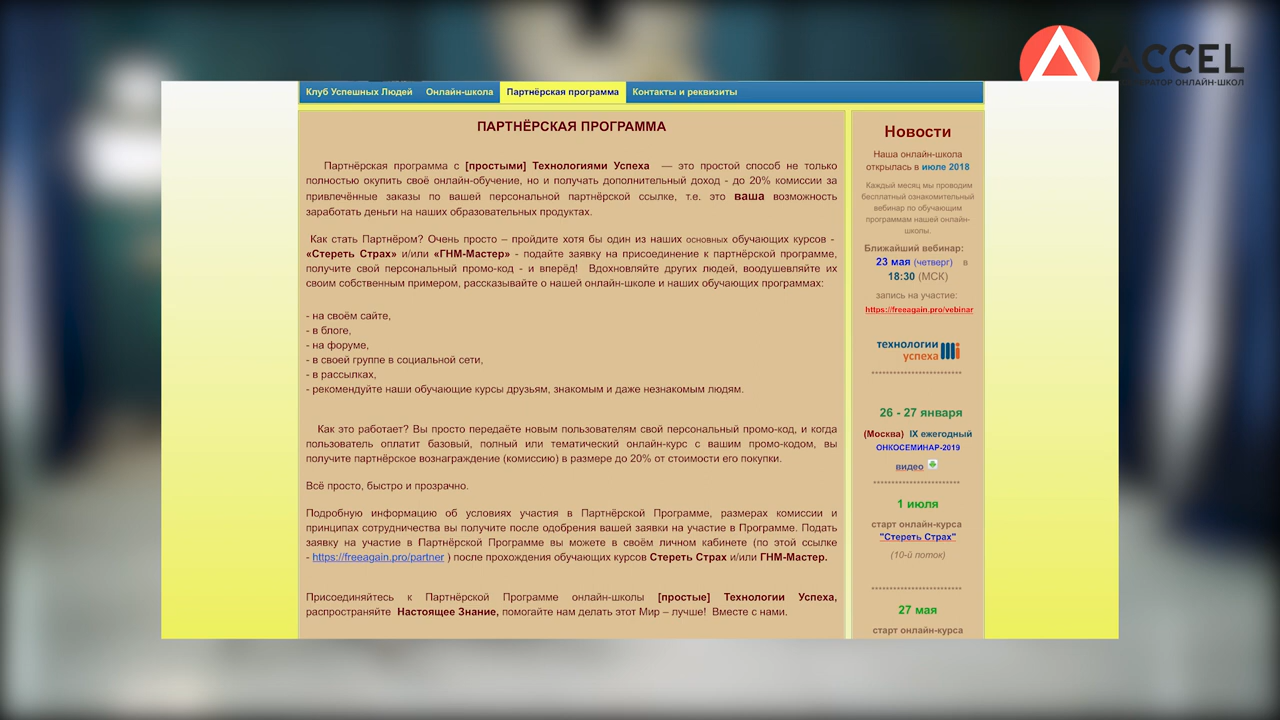 ACCEL
ОНЛАЙН-ШКОЛ
Клуб Успешных Людей Онлайн-школа Партнёрская программа Контакты и реквизиты
ПАРТНЁРСКАЯ ПРОГРАММА
Партнёрская программа с [простыми] Технологиями Успеха — это простой способ не только
полностью окупить своё онлайн-обучение, но и получать дополнительный доход - до 20% комиссии за
привлечённые заказы по вашей персональной партнёрской ссылке, т.е. это ваша возможность
заработать деньги на наших образовательных продуктах.
Как стать Партнёром? Очень просто – пройдите хотя бы один из наших основных обучающих курсов -
«Стереть Страх» и/или «ГНМ-Мастер» - подайте заявку на присоединение к партнёрской программе,
получите свой персональный промо-код - и вперёд! Вдохновляйте других людей, воодушевляйте их
своим собственным примером, рассказывайте о нашей онлайн-школе и наших обучающих программах:
- на своём сайте,
- в блоге,
- на форуме,
- в своей группе в социальной сети,
- в рассылках,
- рекомендуйте наши обучающие курсы друзьям, знакомым и даже незнакомым людям.
Как это работает? Вы просто передаёте новым пользователям свой персональный промо-код, и когда
пользователь оплатит базовый, полный или тематический онлайн-курс с вашим промо-кодом, вы
получите партнёрское вознаграждение (комиссию) в размере до 20% от стоимости его покупки.
Всё просто, быстро и прозрачно.
Подробную информацию об условиях участия в Партнёрской Программе, размерах комиссии и
принципах сотрудничества вы получите после одобрения вашей заявки на участие в Программе. Подать
заявку на участие в Партнёрской Программе вы можете в своём личном кабинете (по этой ссылке
- https://freeagain.pro/partner ) после прохождения обучающих курсов Стереть Страх и/или ГНМ-Мастер.
Присоединяйтесь к Партнёрской Программе онлайн-школы [простые] Технологии Успеха,
распространяйте Настоящее Знание, помогайте нам делать этот Мир – лучше! Вместе с нами.
Новости
Наша онлайн-школа
открылась в июле 2018
Каждый месяц мы проводим
бесплатный ознакомительный
вебинар по обучающим
программам нашей онлайн-
школы.
Ближайший вебинар:
23 мая (четверг) в
18:30 (МСК)
запись на участие:
https://freeagain.pro/vebinar
технологии
успеха
*************************
26 - 27 января
(Москва) IX ежегодный
ОНКОСЕМИНАР-2019
видео
************************
1 июля
старт онлайн-курса
"Стереть Страх"
(10-й поток)
*************************
27 мая
старт онлайн-курса